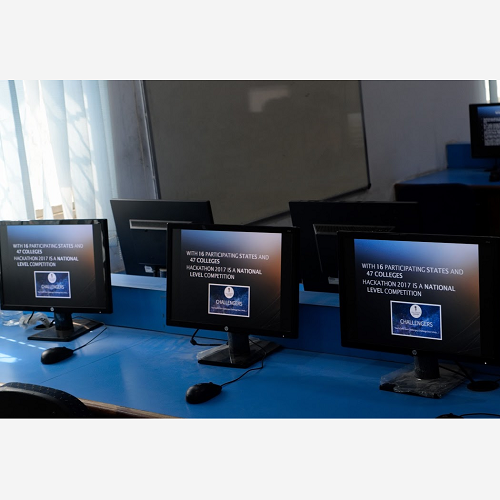 WITH 16 PARTICIPATING STATES AND
47 COLLEGES
HACKATHON 2017 IS A NATIONAL
LEVEL COMPETITION
CHALLENGERS
WITH 16 PARTICIPATING STATES AND
47 COLLEGES
HACKATHON 2017 IS A NATIONAL
LEVEL COMPETITION
CHALLENGERS
WITH 16 PARTICIPATING STATES AND
47 COLLEGES
HACKATHON 2017 IS A NATIONAL
LEVEL COMPETITION
CHALLENGERS